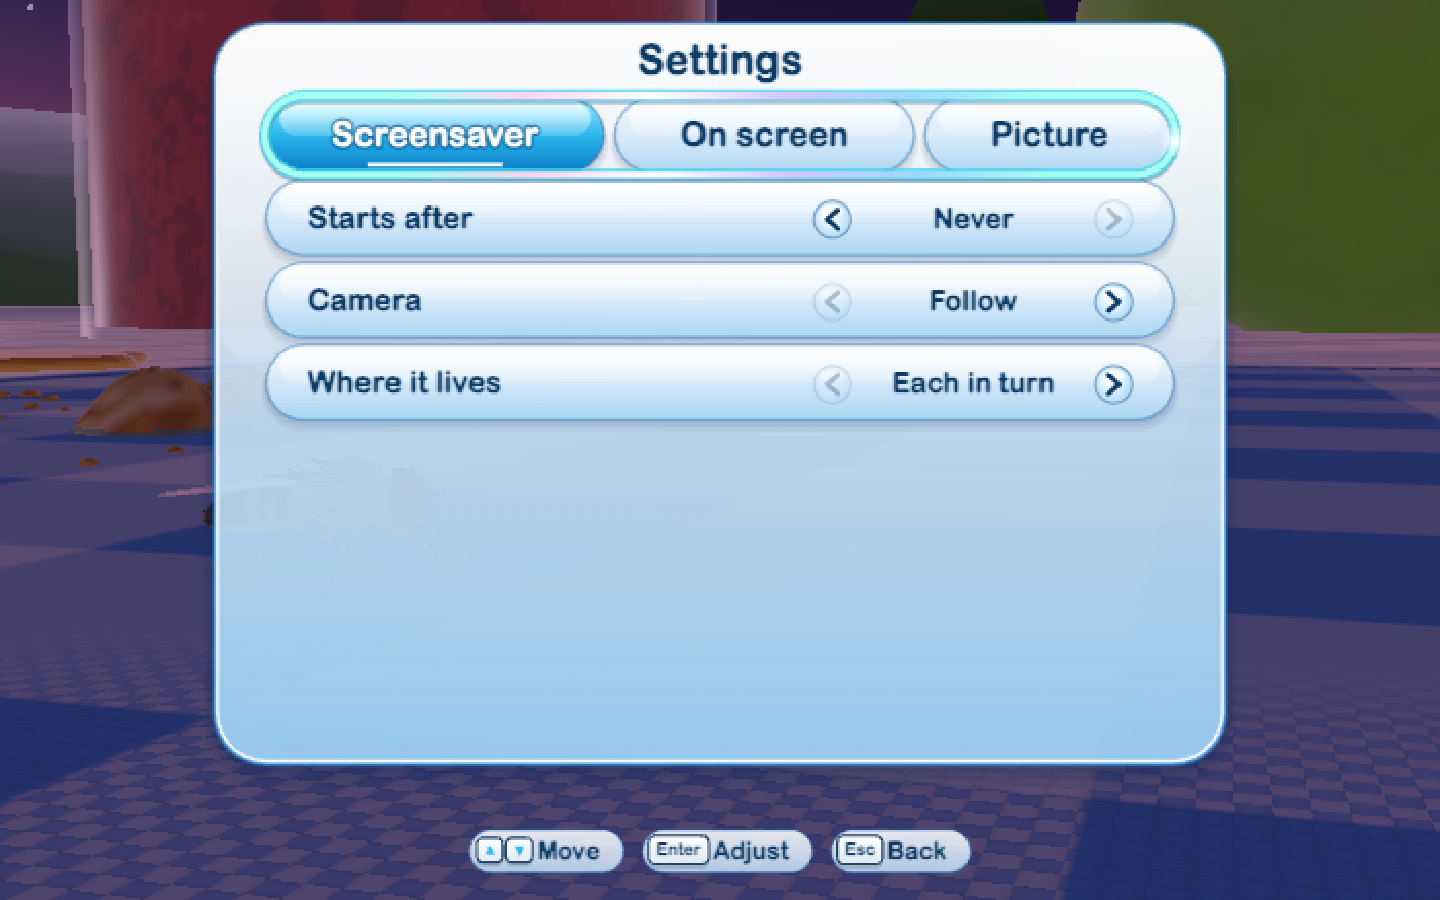 Settings
Screensaver On screen Picture
Starts after < Never >
Camera < Follow >
Where it lives < Each in turn >
▲ ▼ Move Enter Adjust Esc Back